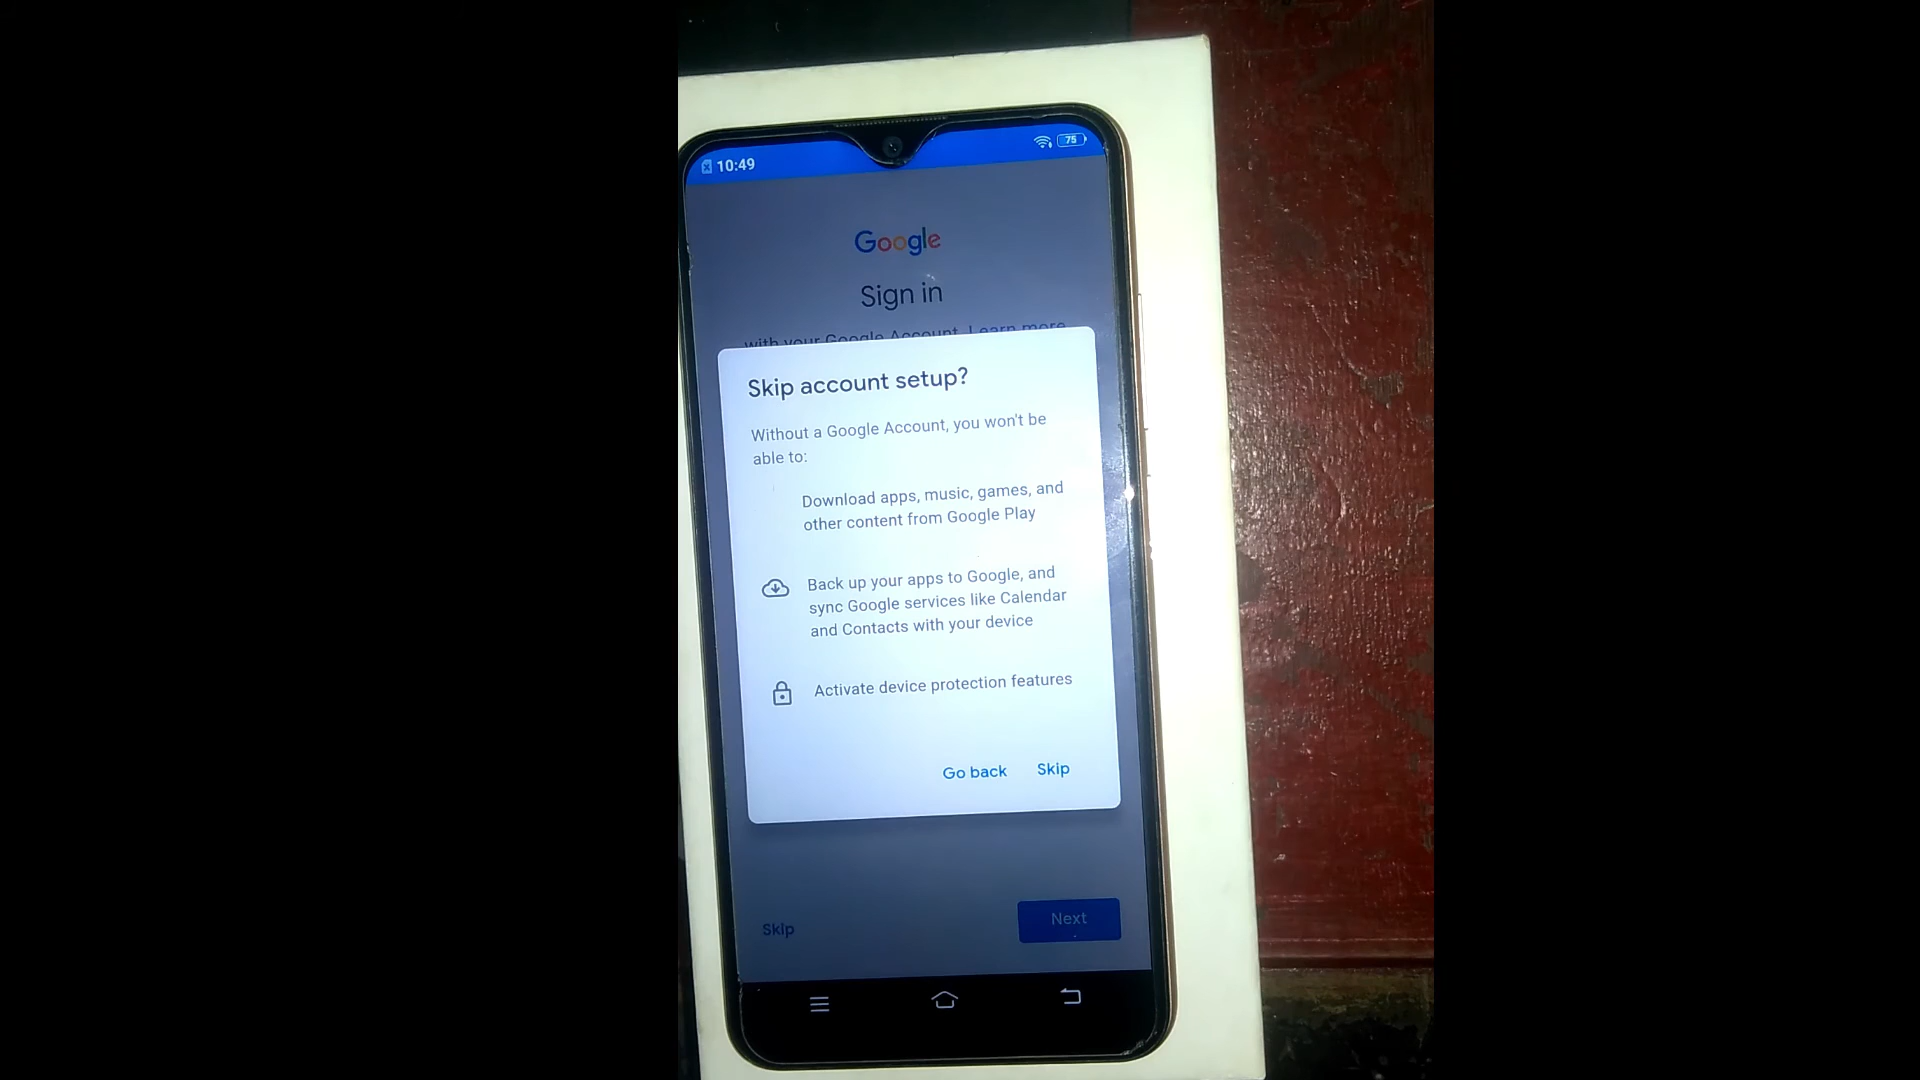 10:49
75
Google
Sign in
with your Google Account. Learn more
Skip account setup?
Without a Google Account, you won't be
able to:
Download apps, music, games, and
other content from Google Play
Back up your apps to Google, and
sync Google services like Calendar
and Contacts with your device
Activate device protection features
Go back Skip
Skip
Next